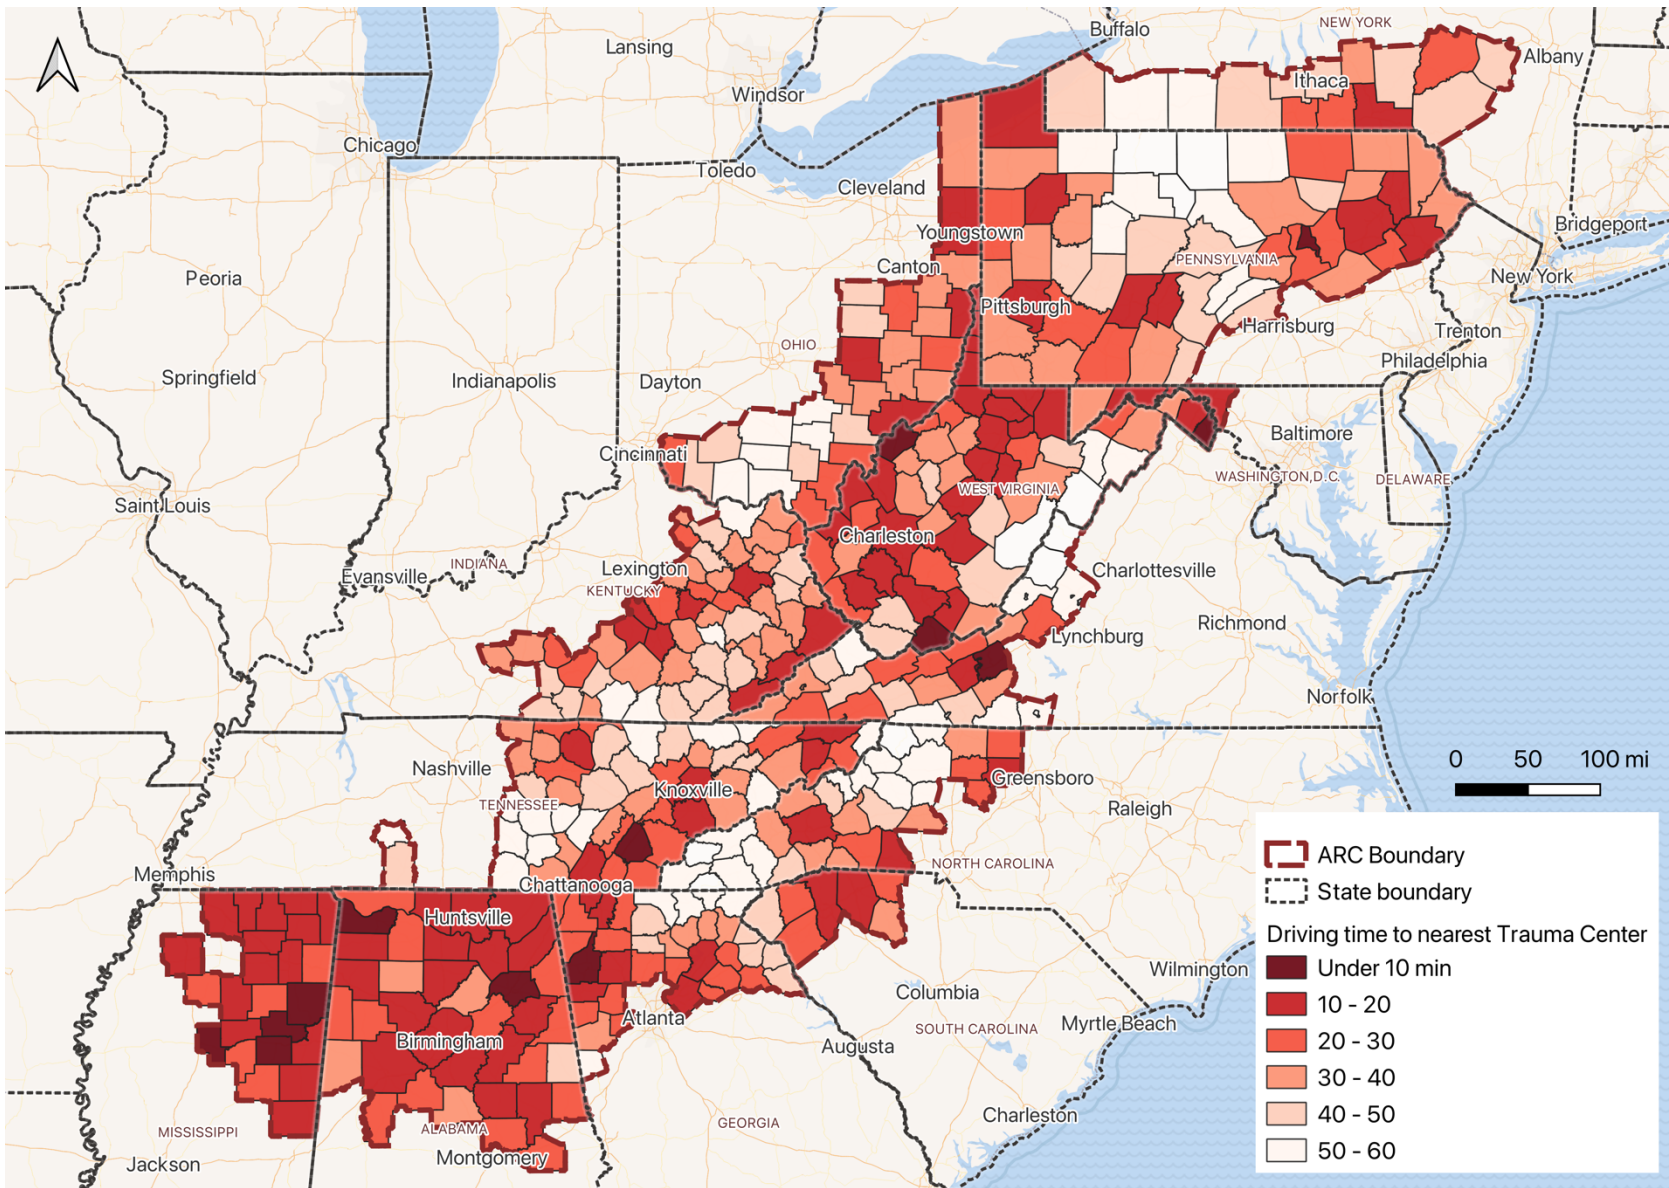 Buffalo
NEW YORK
Lansing
Albany
Ithaca
Windsor
Chicago
Toledo
Cleveland
Bridgeport
Youngstown
PENNSYLVANIA
Canton
New York
Peoria
Pittsburgh
Harrisburg
Trenton
OHIO
Philadelphia
Springfield
Indianapolis
Dayton
Baltimore
Cincinnati
WASHINGTON,D.C.
DELAWARE
WEST VIRGINIA
Saint Louis
Charleston
INDIANA
Lexington
Evansville
Charlottesville
KENTUCKY
Richmond
Lynchburg
Norfolk
0 50 100 mi
Nashville
Greensboro
Knoxville
TENNESSEE
Raleigh
Memphis
NORTH CAROLINA
Chattanooga
Huntsville
Wilmington
Columbia
Atlanta
SOUTH CAROLINA
Myrtle Beach
Birmingham
Augusta
Charleston
GEORGIA
MISSISSIPPI
ALABAMA
Jackson
Montgomery
ARC Boundary
State boundary
Driving time to nearest Trauma Center
Under 10 min
10 - 20
20 - 30
30 - 40
40 - 50
50 - 60